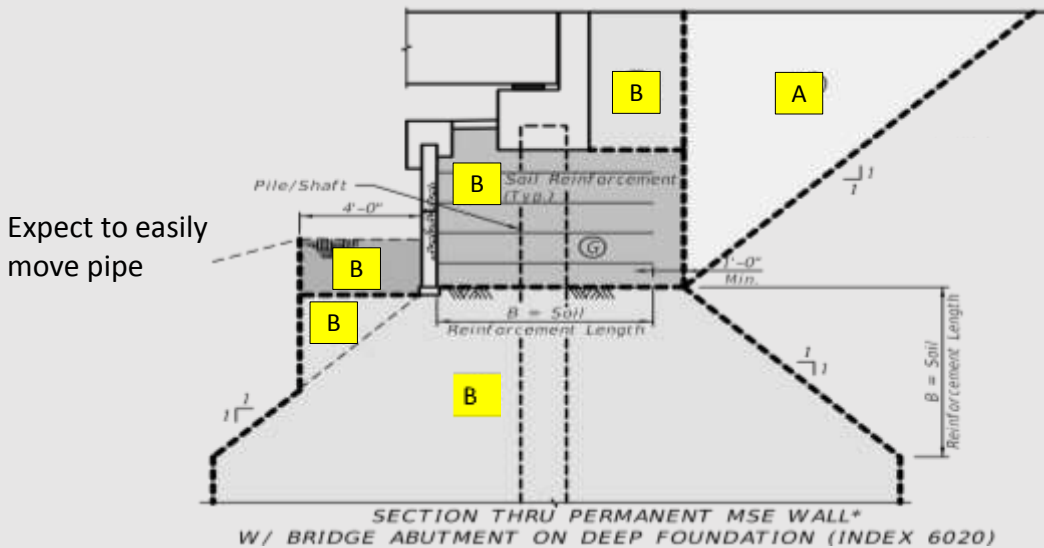 B
A
B
Soil Reinforcement
(Typ.)
Pile/Shaft
4'-0"
Expect to easily
move pipe
B
G
1'-0"
Min.
B
B = Soil
Reinforcement Length
1
1
1
1
B = Soil
Reinforcement Length
B
1
1
SECTION THRU PERMANENT MSE WALL*
W/ BRIDGE ABUTMENT ON DEEP FOUNDATION (INDEX 6020)